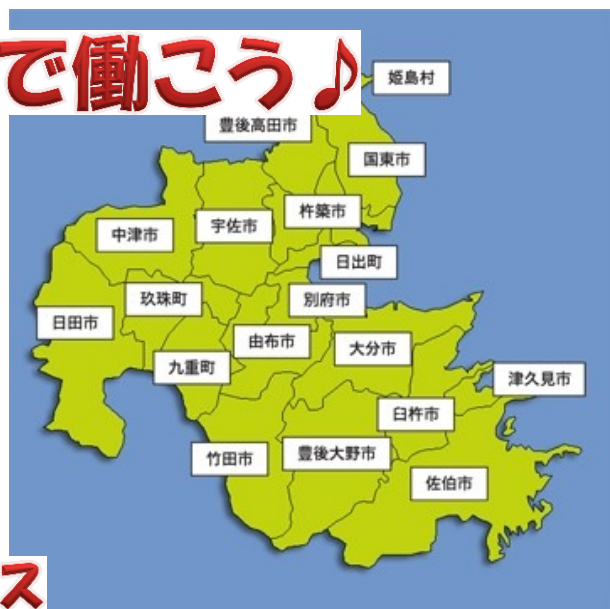 で働こう♪
姫島村
豊後高田市
国東市
杵築市
宇佐市
中津市
日出町
玖珠町
別府市
日田市
由布市
大分市
九重町
津久見市
臼杵市
豊後大野市
竹田市
佐伯市
ス